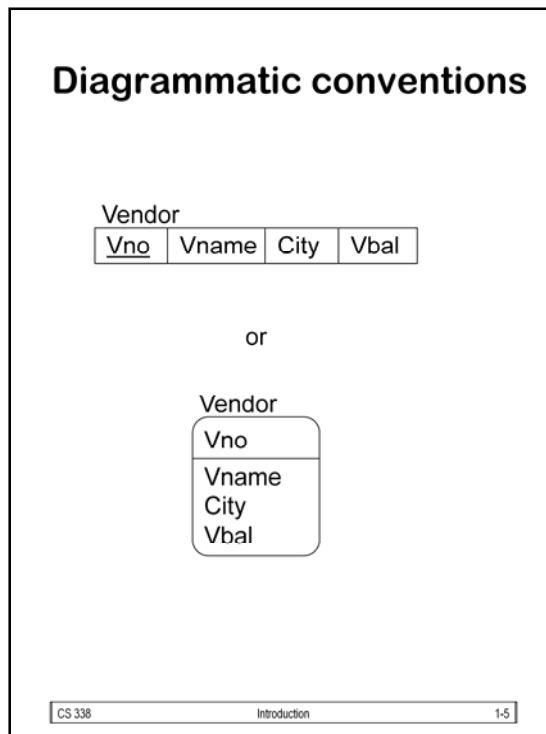 Diagrammatic conventions
Vendor
Vno Vname City Vbal
or
Vendor
Vno
Vname
City
Vbal
CS 338 Introduction 1-5